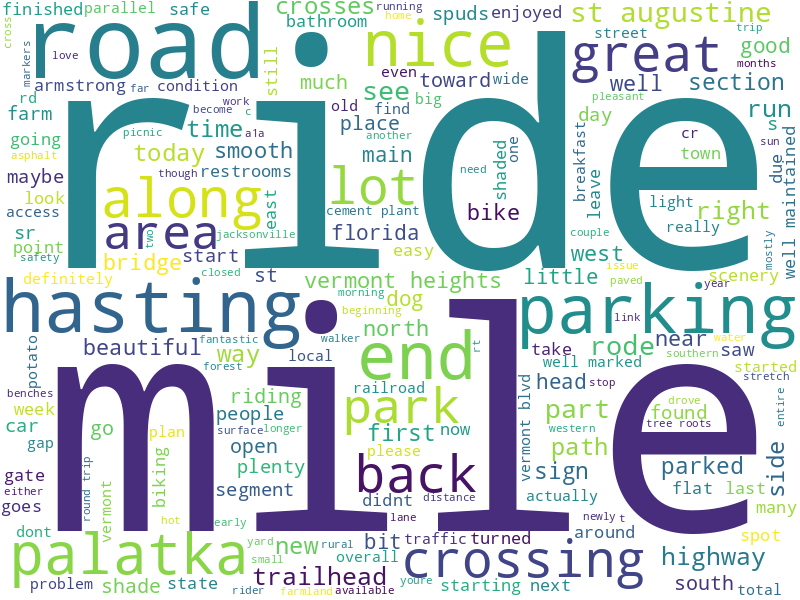 finished parallel safe crosses spuds enjoyed st augustine running home
cross markers road bathroom nice street great trip
armstrong far condition still much toward wide well good months
rd love even see old find big section
farm become work c picnic a1a place another pleasant day cr run
going time smooth one shaded breakfast town s sun
asphalt today though restrooms main lot need due
maybe along cement plant leave light right
look east bike really well maintained
access area florida couple
sr jacksonville easy west mostly
point bridge start two issue scenery
safety closed st vermont heights little paved
definitely ride year
hasting morning dog parking link water
beginning north take rode near saw southern
beautiful fantastic walker way local end rt well marked started
potato forest railroad head stop stretch
benches riding park drove entire
week running people first now part found tree roots
car go plan surface longer please vermont blvd western path
gap biking open back sign parked side
gate plenty flat last
either round trip vermont segment didnt distance actually many
goes hot mile lane newly t
dont early yard new bit traffic turned around spot
palatka rural overall crossing highway
problem shade state small trailhead youre starting next south total
rider farmland available